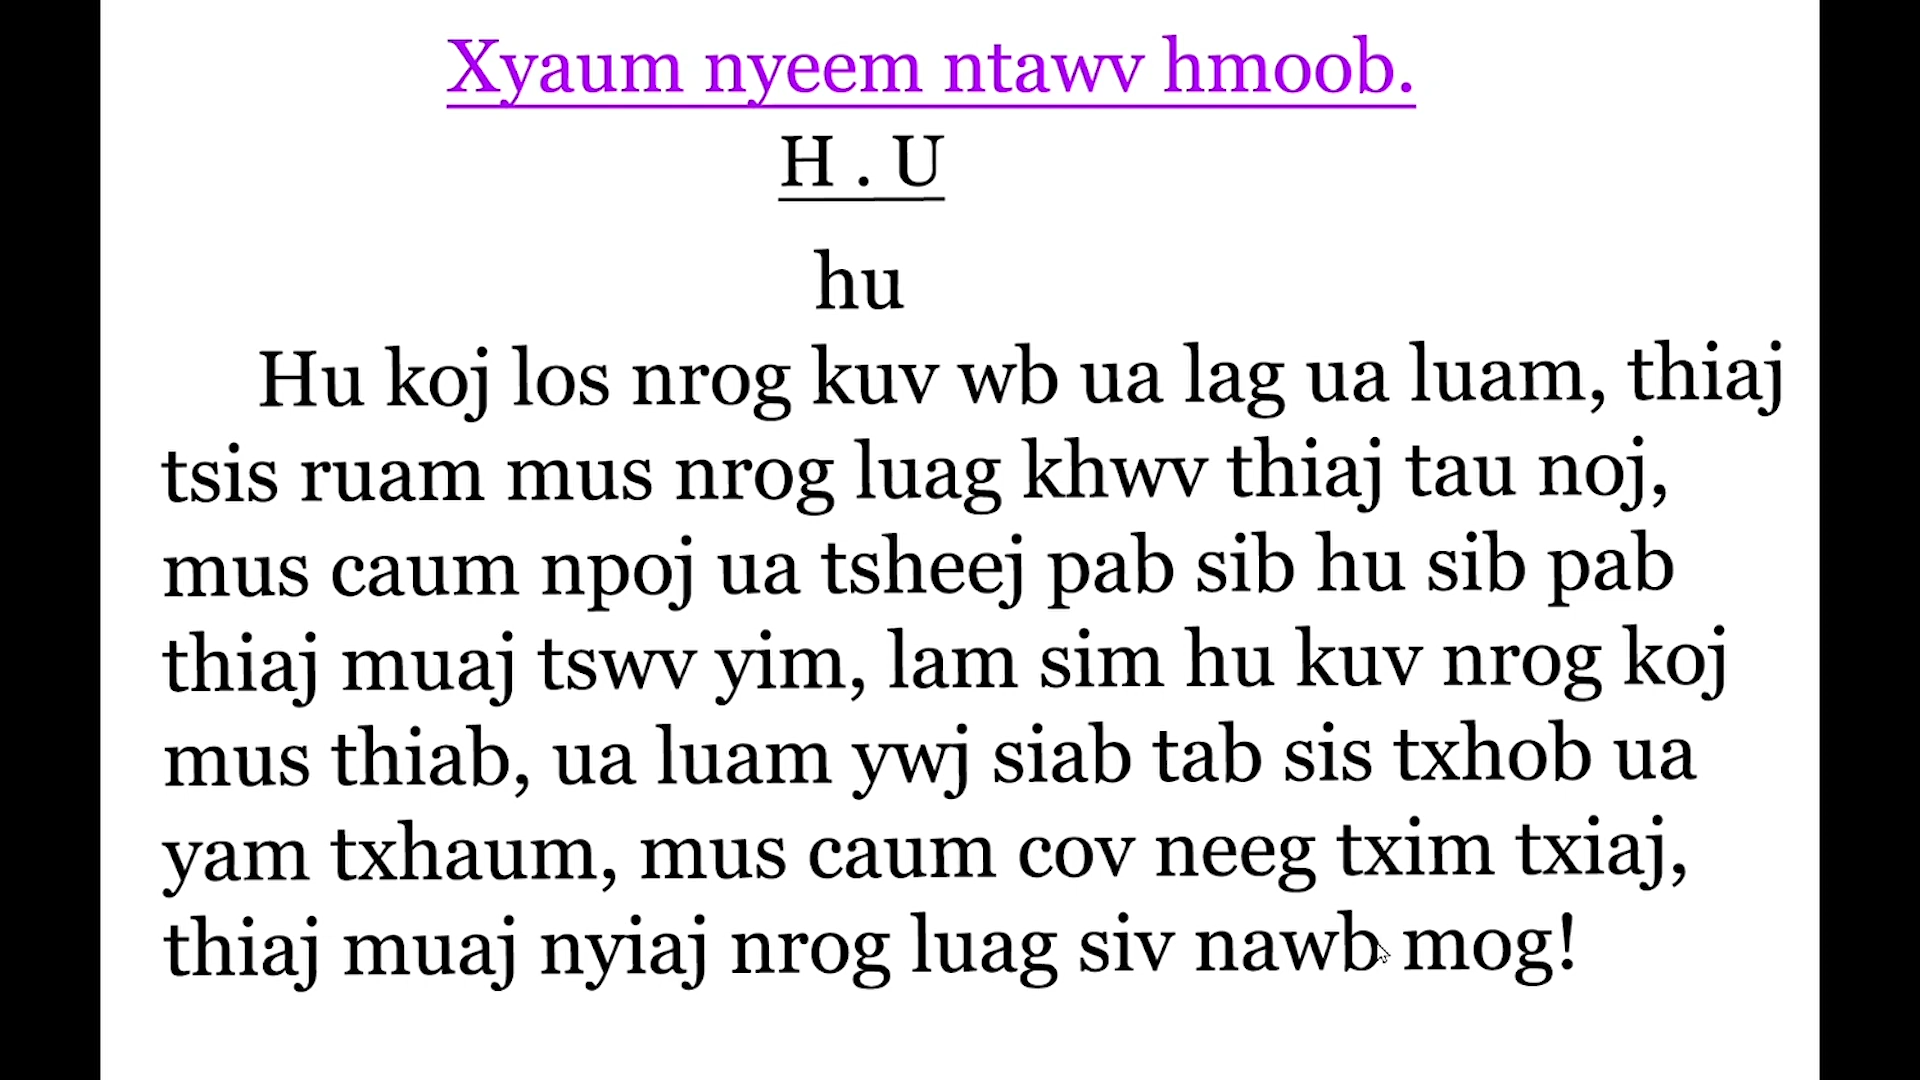 Xyaum nyeem ntawv hmoob.
H . U
hu
Hu koj los nrog kuv wb ua lag ua luam, thiaj
tsis ruam mus nrog luag khwv thiaj tau noj,
mus caum npoj ua tsheej pab sib hu sib pab
thiaj muaj tswv yim, lam sim hu kuv nrog koj
mus thiab, ua luam ywj siab tab sis txhob ua
yam txhaum, mus caum cov neeg txim txiaj,
thiaj muaj nyiaj nrog luag siv nawb mog!